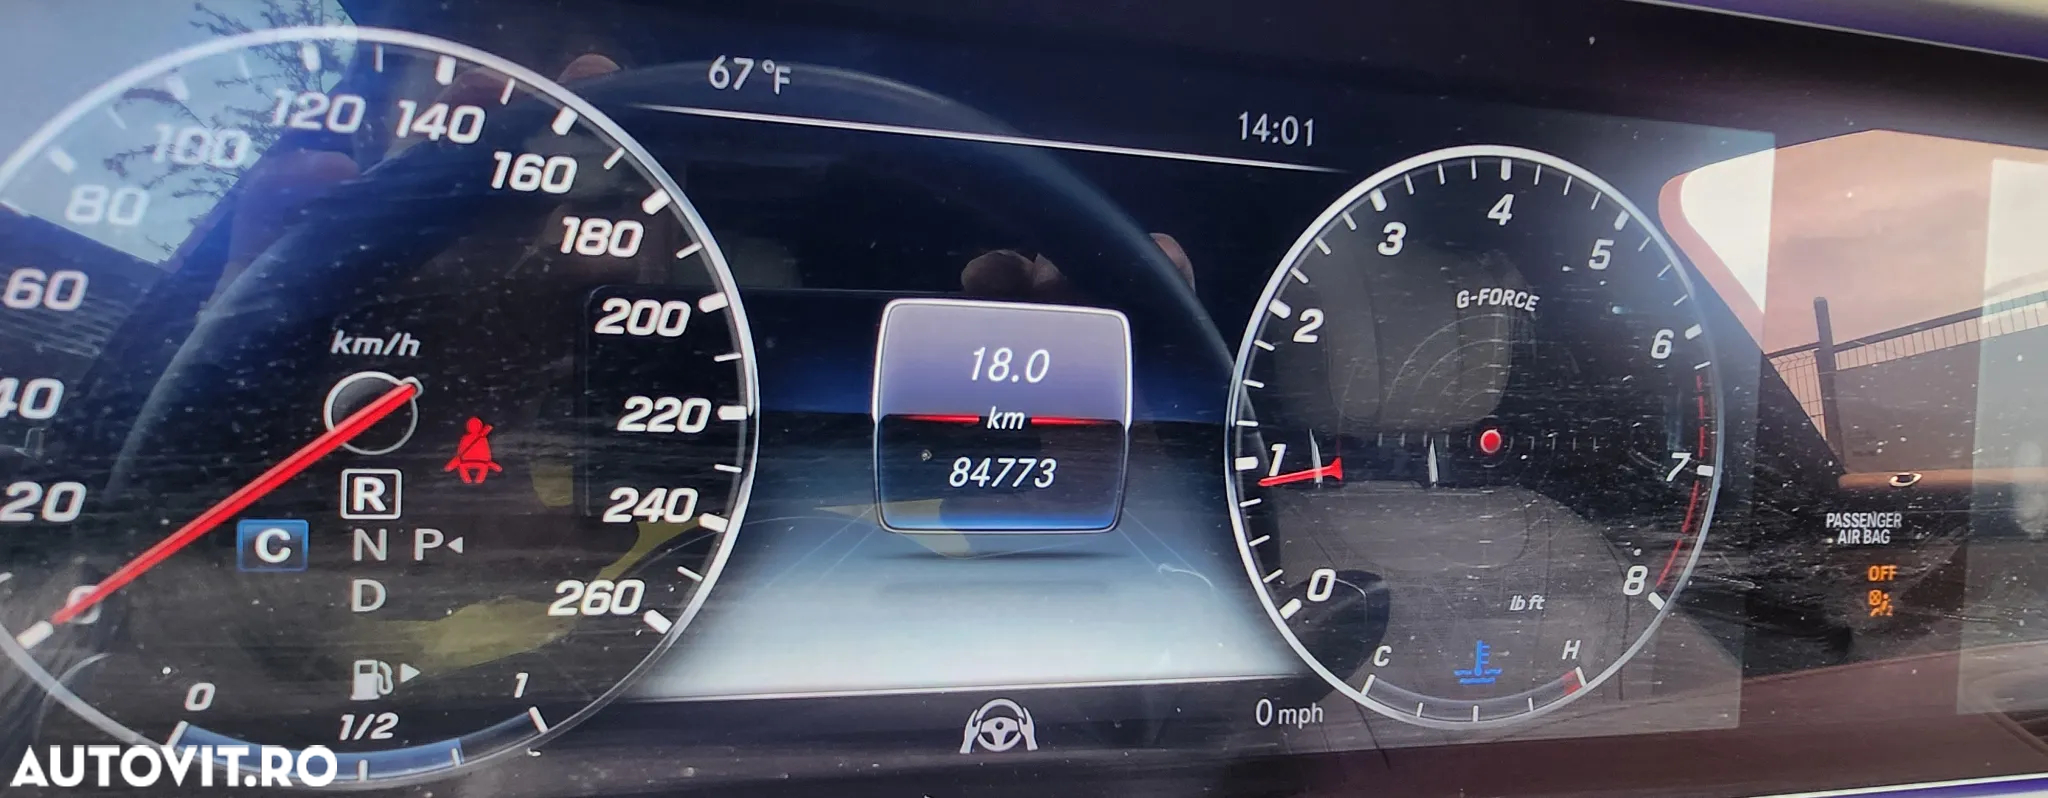 67 °F
14:01
0
20
40
60
80
100
120
140
160
180
200
220
240
260
km/h
R
C N P
D
0 1/2 1
18.0
km
84773
0 mph
0
1
2
3
4
5
6
7
8
G-FORCE
lb ft
C H
PASSENGER
AIR BAG
OFF
AUTOVIT.RO